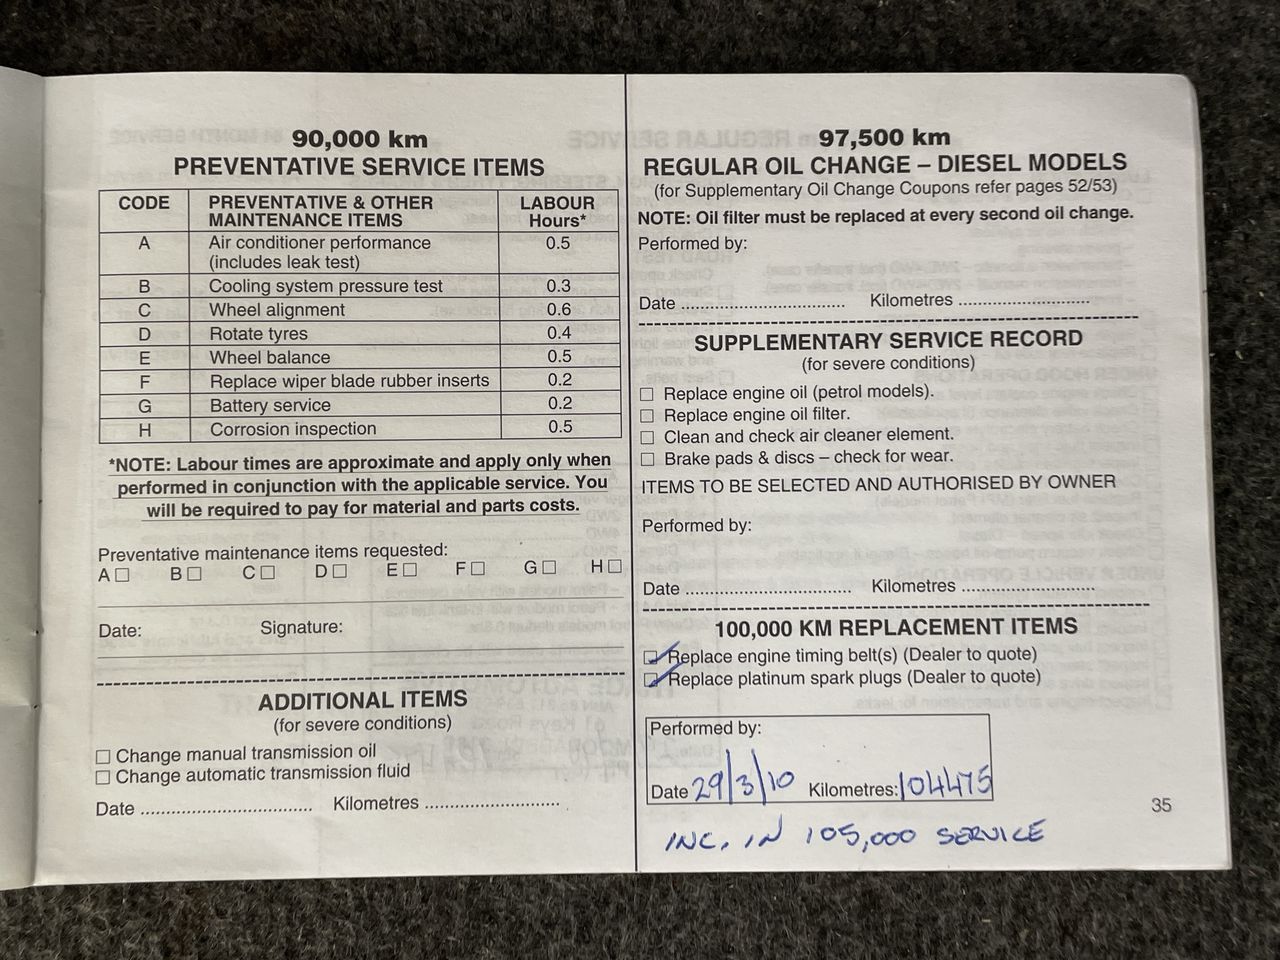 90,000 km
PREVENTATIVE SERVICE ITEMS
CODE PREVENTATIVE & OTHER MAINTENANCE ITEMS LABOUR Hours*
A Air conditioner performance (includes leak test) 0.5
B Cooling system pressure test 0.3
C Wheel alignment 0.6
D Rotate tyres 0.4
E Wheel balance 0.5
F Replace wiper blade rubber inserts 0.2
G Battery service 0.2
H Corrosion inspection 0.5
*NOTE: Labour times are approximate and apply only when
performed in conjunction with the applicable service. You
will be required to pay for material and parts costs.
Preventative maintenance items requested:
A☐ B☐ C☐ D☐ E☐ F☐ G☐ H☐
Date: Signature:
ADDITIONAL ITEMS
(for severe conditions)
☐ Change manual transmission oil
☐ Change automatic transmission fluid
Date ................................ Kilometres .........................
97,500 km
REGULAR OIL CHANGE – DIESEL MODELS
(for Supplementary Oil Change Coupons refer pages 52/53)
NOTE: Oil filter must be replaced at every second oil change.
Performed by:
Date ................................ Kilometres .........................
SUPPLEMENTARY SERVICE RECORD
(for severe conditions)
☐ Replace engine oil (petrol models).
☐ Replace engine oil filter.
☐ Clean and check air cleaner element.
☐ Brake pads & discs – check for wear.
ITEMS TO BE SELECTED AND AUTHORISED BY OWNER
Performed by:
Date ................................ Kilometres .........................
100,000 KM REPLACEMENT ITEMS
☑ Replace engine timing belt(s) (Dealer to quote)
☑ Replace platinum spark plugs (Dealer to quote)
Performed by:
Date 29/3/10 Kilometres: 104475
INC. IN 105,000 SERVICE
35